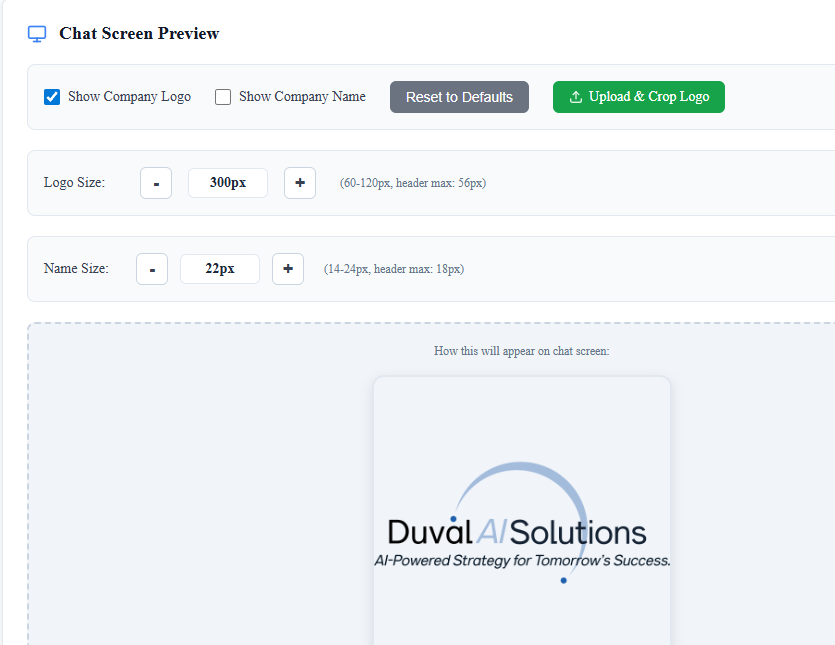 Chat Screen Preview
Show Company Logo Show Company Name Reset to Defaults Upload & Crop Logo
Logo Size: - 300px + (60-120px, header max: 56px)
Name Size: - 22px + (14-24px, header max: 18px)
How this will appear on chat screen:
Duval AI Solutions
AI-Powered Strategy for Tomorrow's Success.